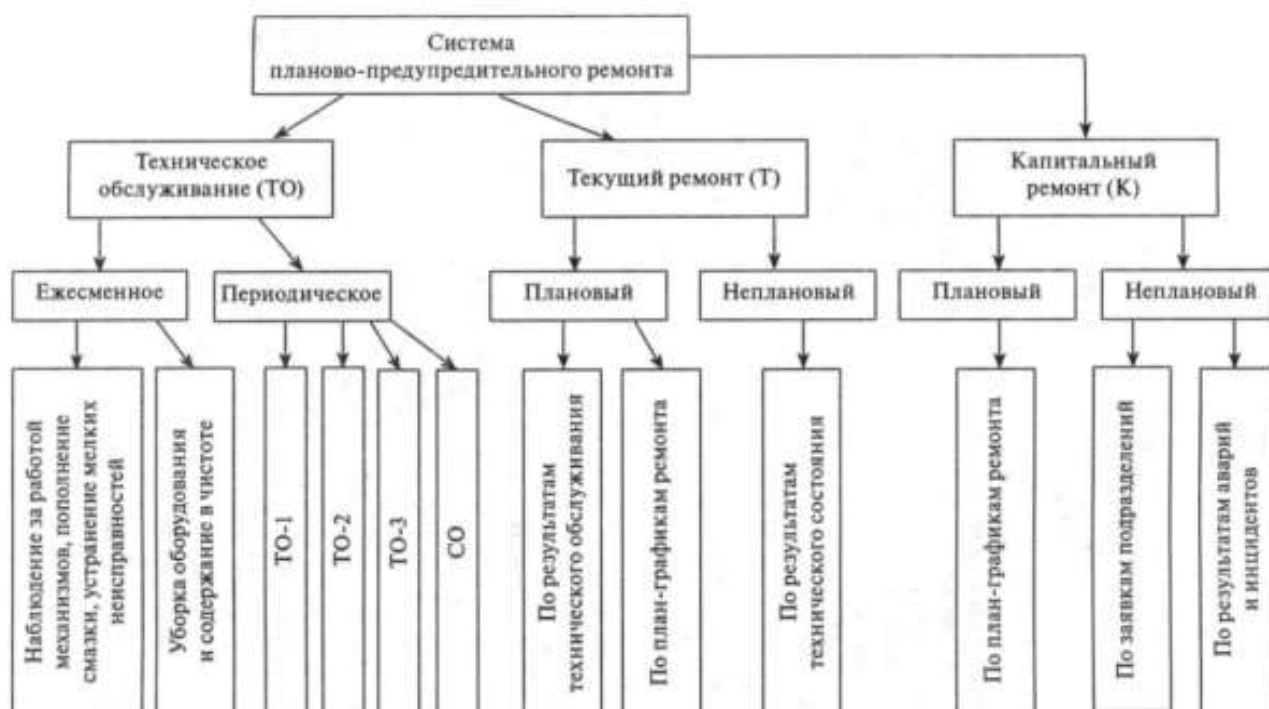 Система
планово-предупредительного ремонта
Техническое
обслуживание (ТО)
Текущий ремонт (Т)
Капитальный
ремонт (К)
Ежесменное
Периодическое
Плановый
Неплановый
Плановый
Неплановый
Наблюдение за работой
механизмов, пополнение
смазки, устранение мелких
неисправностей
Уборка оборудования
и содержание в чистоте
ТО-1
ТО-2
ТО-3
СО
По результатам
технического обслуживания
По план-графикам ремонта
По результатам
технического состояния
По план-графикам ремонта
По заявкам подразделений
По результатам аварий
и инцидентов